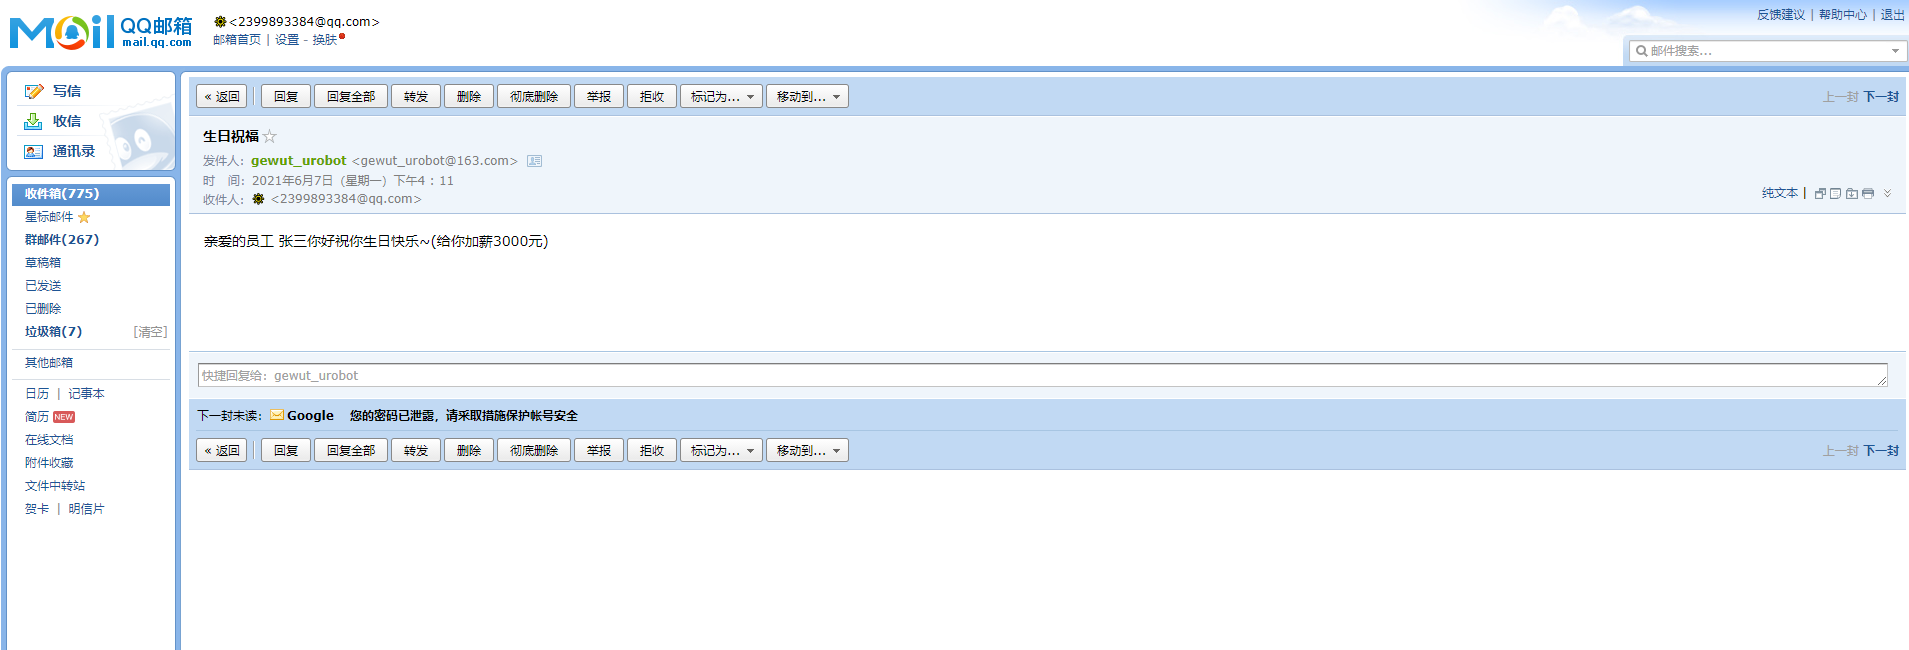 Mail QQ邮箱 mail.qq.com
<2399893384@qq.com>
邮箱首页 | 设置 - 换肤
反馈建议 | 帮助中心 | 退出
邮件搜索...
写信
收信
通讯录
收件箱(775)
星标邮件
群邮件(267)
草稿箱
已发送
已删除
垃圾箱(7) [清空]
其他邮箱
日历 | 记事本
简历 NEW
在线文档
附件收藏
文件中转站
贺卡 | 明信片
« 返回 回复 回复全部 转发 删除 彻底删除 举报 拒收 标记为... 移动到... 上一封 下一封
生日祝福
发件人：gewut_urobot <gewut_urobot@163.com>
时 间：2021年6月7日（星期一）下午4：11
收件人： <2399893384@qq.com>
纯文本 |
亲爱的员工 张三你好祝你生日快乐~(给你加薪3000元)
快捷回复给：gewut_urobot
下一封未读： Google 您的密码已泄露，请采取措施保护帐号安全
« 返回 回复 回复全部 转发 删除 彻底删除 举报 拒收 标记为... 移动到... 上一封 下一封